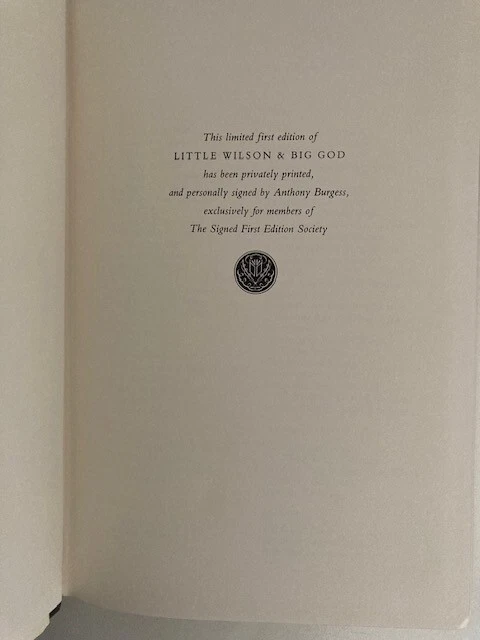 This limited first edition of
LITTLE WILSON & BIG GOD
has been privately printed,
and personally signed by Anthony Burgess,
exclusively for members of
The Signed First Edition Society